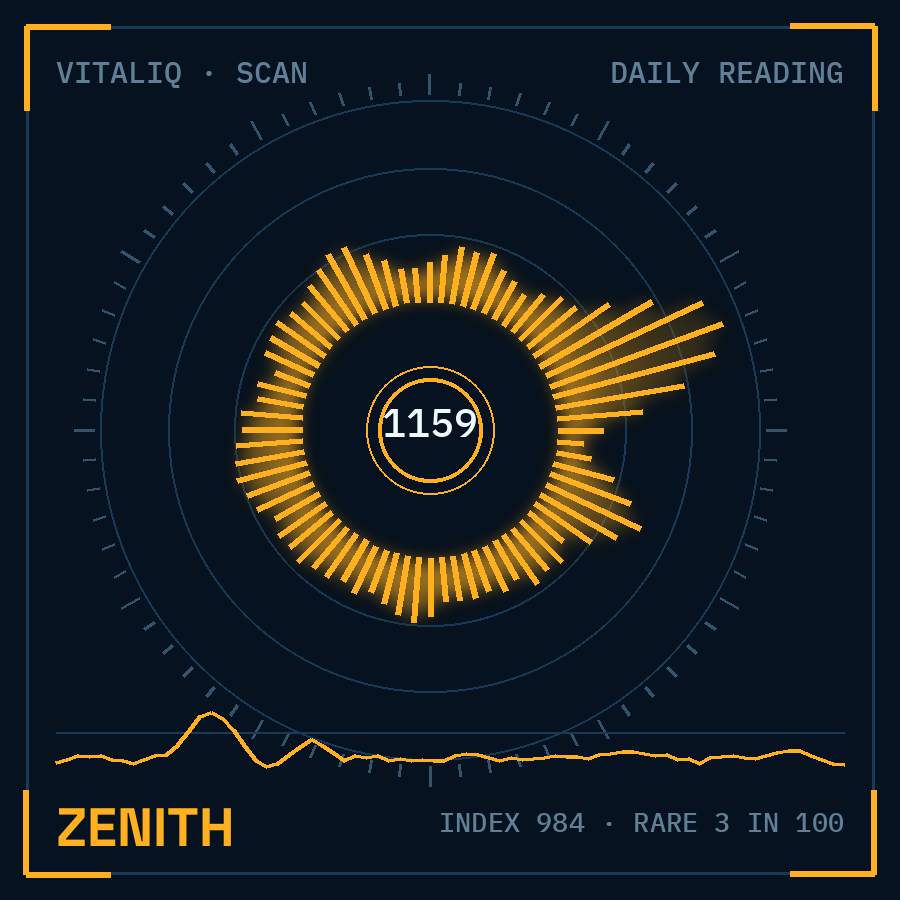 VITALIQ · SCAN
DAILY READING
1159
ZENITH
INDEX 984 · RARE 3 IN 100